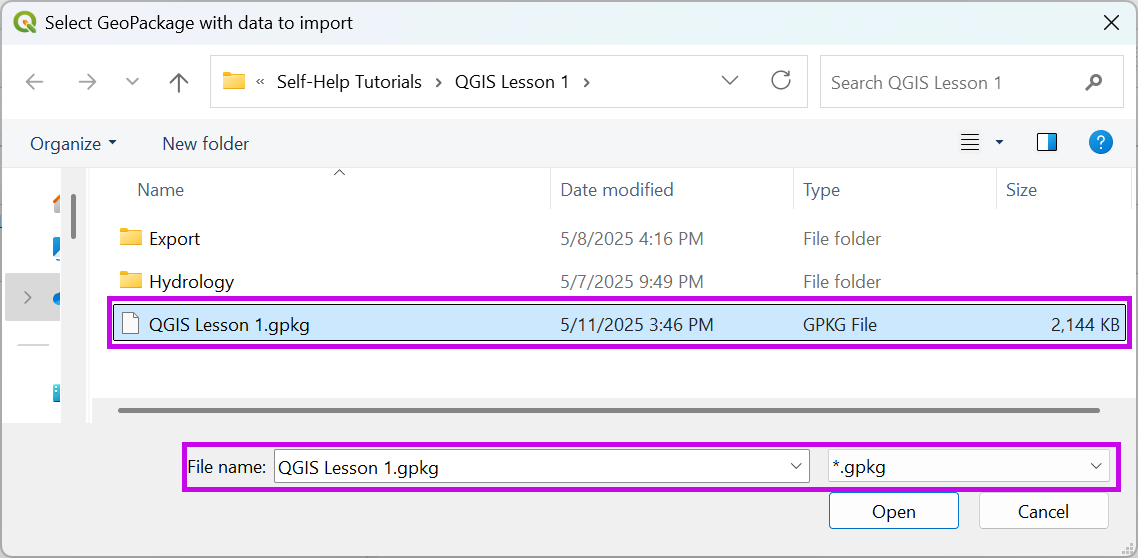 Select GeoPackage with data to import
« Self-Help Tutorials › QGIS Lesson 1 › Search QGIS Lesson 1
Organize New folder ?
Name Date modified Type Size
Export 5/8/2025 4:16 PM File folder
Hydrology 5/7/2025 9:49 PM File folder
QGIS Lesson 1.gpkg 5/11/2025 3:46 PM GPKG File 2,144 KB
File name: QGIS Lesson 1.gpkg *.gpkg
Open Cancel